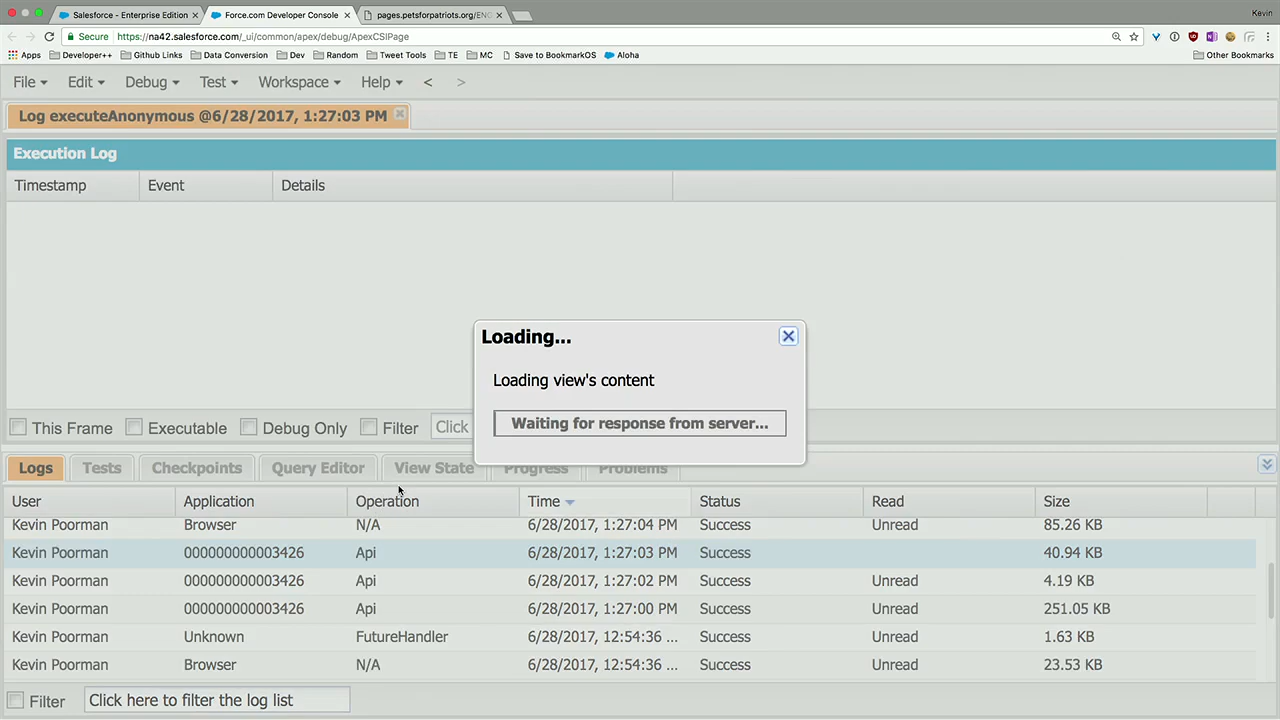 Salesforce - Enterprise Edition
Force.com Developer Console
pages.petsforpatriots.org/ENG
Kevin
Secure
https://na42.salesforce.com/_ui/common/apex/debug/ApexCSIPage
Apps
Developer++
Github Links
Data Conversion
Dev
Random
Tweet Tools
TE
MC
Save to BookmarkOS
Aloha
Other Bookmarks
File
Edit
Debug
Test
Workspace
Help
<
>
Log executeAnonymous @6/28/2017, 1:27:03 PM
Execution Log
Timestamp Event Details
Loading...
Loading view's content
Waiting for response from server...
This Frame
Executable
Debug Only
Filter
Click
Logs
Tests
Checkpoints
Query Editor
View State
Progress
Problems
User Application Operation Time Status Read Size
Kevin Poorman Browser N/A 6/28/2017, 1:27:04 PM Success Unread 85.26 KB
Kevin Poorman 000000000003426 Api 6/28/2017, 1:27:03 PM Success 40.94 KB
Kevin Poorman 000000000003426 Api 6/28/2017, 1:27:02 PM Success Unread 4.19 KB
Kevin Poorman 000000000003426 Api 6/28/2017, 1:27:00 PM Success Unread 251.05 KB
Kevin Poorman Unknown FutureHandler 6/28/2017, 12:54:36 ... Success Unread 1.63 KB
Kevin Poorman Browser N/A 6/28/2017, 12:54:36 ... Success Unread 23.53 KB
Filter
Click here to filter the log list